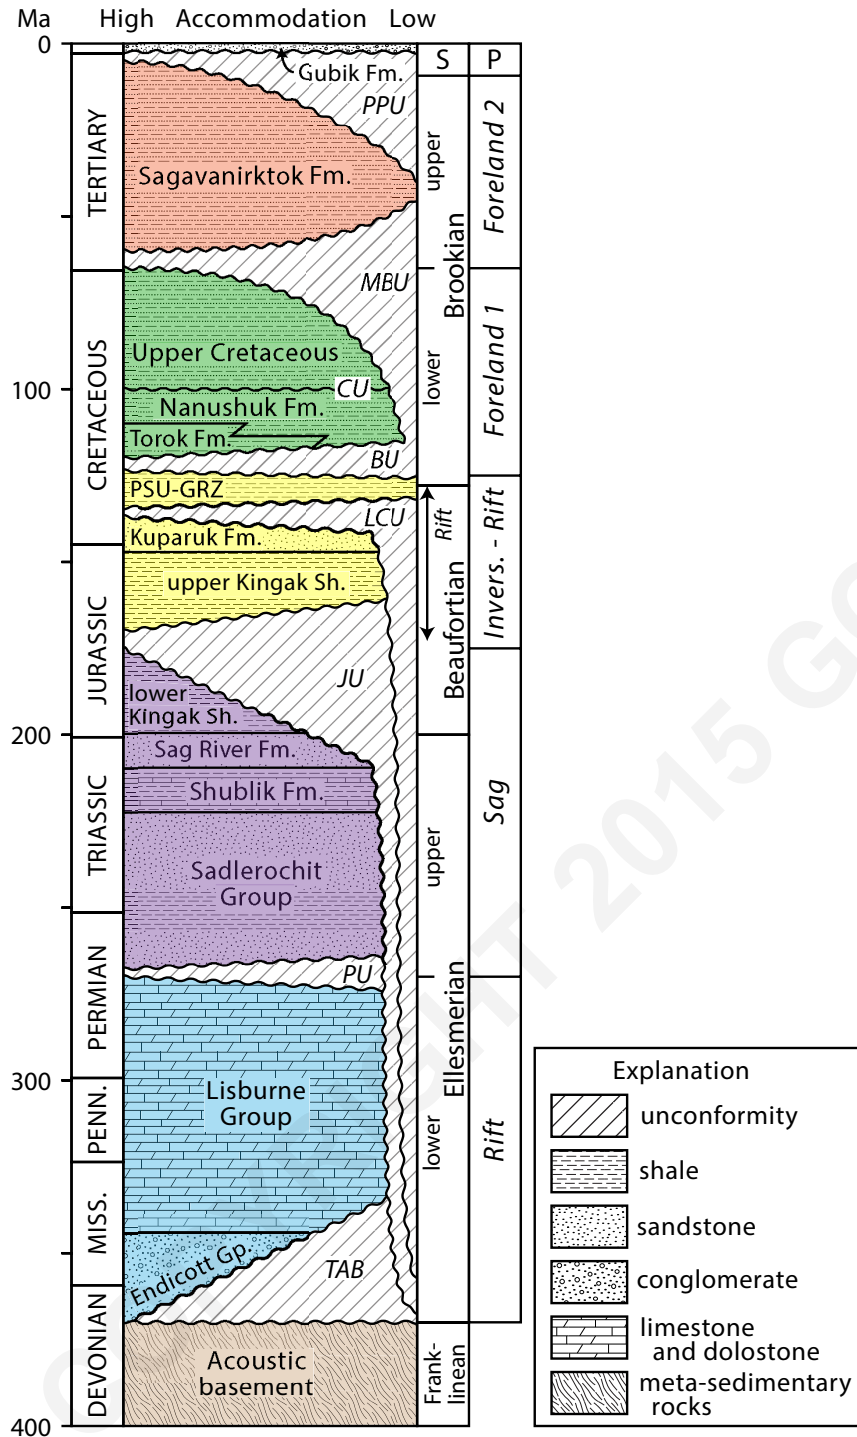 Ma High Accommodation Low
0
100
200
300
400
TERTIARY
CRETACEOUS
JURASSIC
TRIASSIC
PERMIAN
PENN.
MISS.
DEVONIAN
Gubik Fm.
PPU
Sagavanirktok Fm.
MBU
Upper Cretaceous
CU
Nanushuk Fm.
Torok Fm.
BU
PSU-GRZ
LCU
Kuparuk Fm.
upper Kingak Sh.
JU
lower
Kingak Sh.
Sag River Fm.
Shublik Fm.
Sadlerochit
Group
PU
Lisburne
Group
Endicott Gp.
TAB
Acoustic
basement
S
P
upper
Brookian
lower
Rift
Beaufortian
upper
Ellesmerian
lower
Frank-
linean
Foreland 2
Foreland 1
Invers. - Rift
Sag
Rift
Explanation
unconformity
shale
sandstone
conglomerate
limestone
and dolostone
meta-sedimentary
rocks
COPYRIGHT 2015 GC